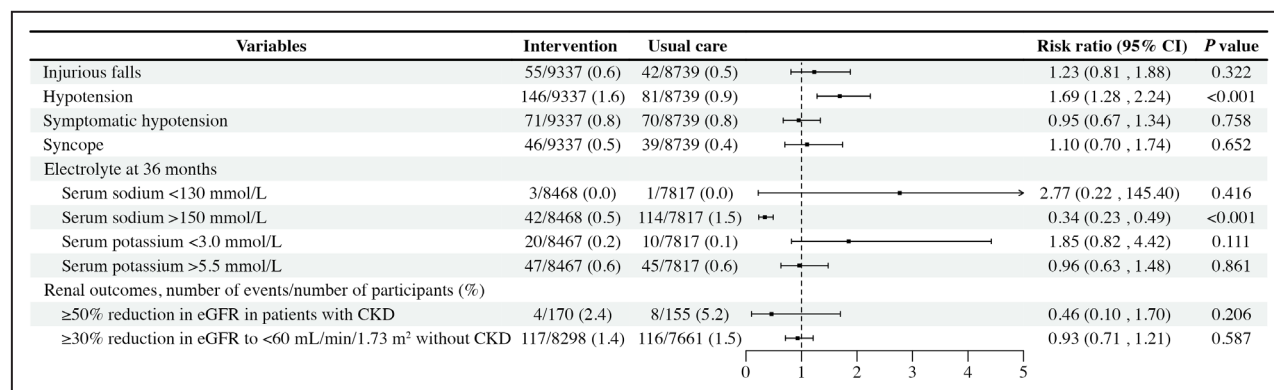 Variables Intervention Usual care Risk ratio (95% CI) P value
Injurious falls 55/9337 (0.6) 42/8739 (0.5) 1.23 (0.81 , 1.88) 0.322
Hypotension 146/9337 (1.6) 81/8739 (0.9) 1.69 (1.28 , 2.24) <0.001
Symptomatic hypotension 71/9337 (0.8) 70/8739 (0.8) 0.95 (0.67 , 1.34) 0.758
Syncope 46/9337 (0.5) 39/8739 (0.4) 1.10 (0.70 , 1.74) 0.652
Electrolyte at 36 months
Serum sodium <130 mmol/L 3/8468 (0.0) 1/7817 (0.0) 2.77 (0.22 , 145.40) 0.416
Serum sodium >150 mmol/L 42/8468 (0.5) 114/7817 (1.5) 0.34 (0.23 , 0.49) <0.001
Serum potassium <3.0 mmol/L 20/8467 (0.2) 10/7817 (0.1) 1.85 (0.82 , 4.42) 0.111
Serum potassium >5.5 mmol/L 47/8467 (0.6) 45/7817 (0.6) 0.96 (0.63 , 1.48) 0.861
Renal outcomes, number of events/number of participants (%)
≥50% reduction in eGFR in patients with CKD 4/170 (2.4) 8/155 (5.2) 0.46 (0.10 , 1.70) 0.206
≥30% reduction in eGFR to <60 mL/min/1.73 m² without CKD 117/8298 (1.4) 116/7661 (1.5) 0.93 (0.71 , 1.21) 0.587
0 1 2 3 4 5